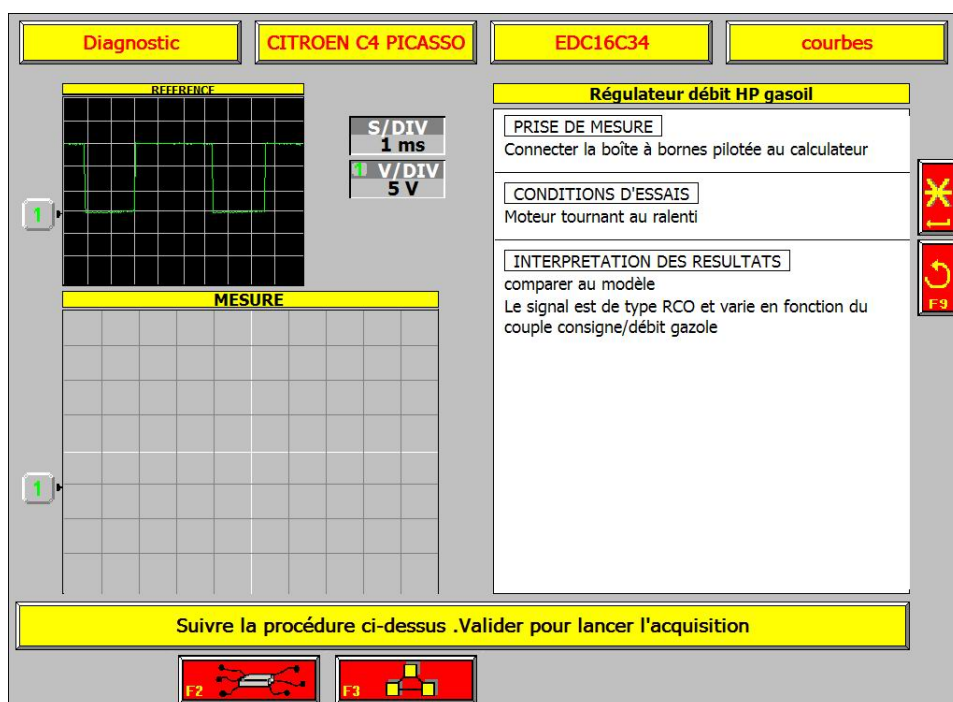 Diagnostic
CITROEN C4 PICASSO
EDC16C34
courbes
REFERENCE
S/DIV
1 ms
1 V/DIV
5 V
1
MESURE
1
Régulateur débit HP gasoil
PRISE DE MESURE
Connecter la boîte à bornes pilotée au calculateur
CONDITIONS D'ESSAIS
Moteur tournant au ralenti
INTERPRETATION DES RESULTATS
comparer au modèle
Le signal est de type RCO et varie en fonction du
couple consigne/débit gazole
F9
Suivre la procédure ci-dessus .Valider pour lancer l'acquisition
F2
F3